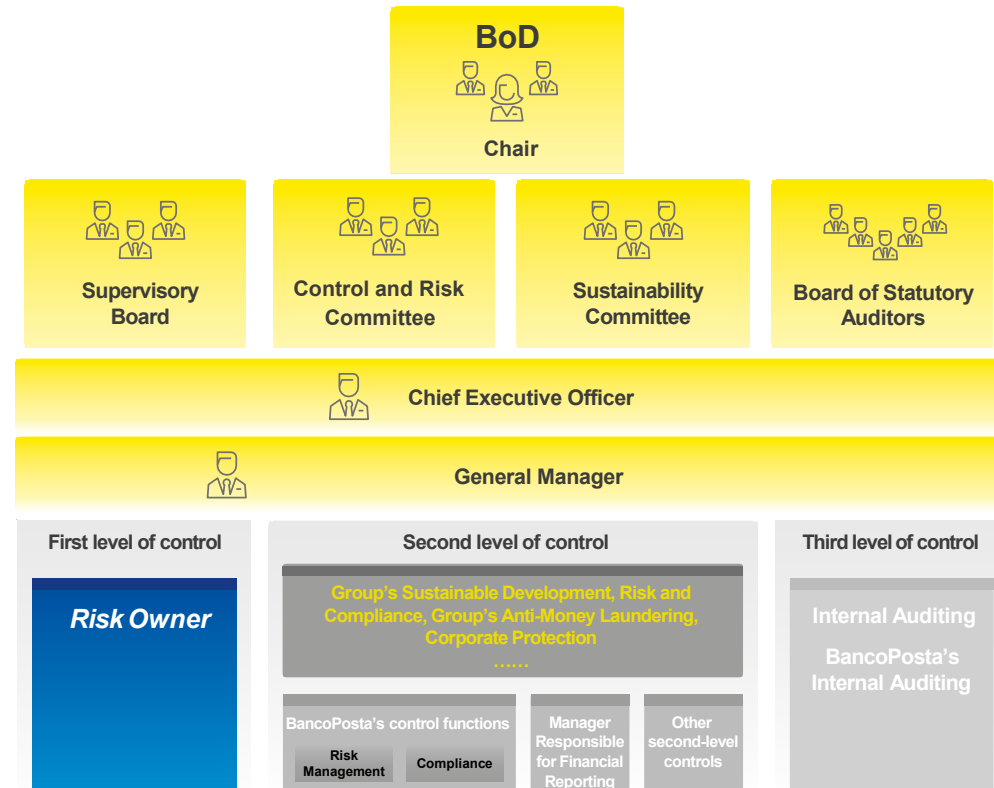 BoD
Chair
Supervisory
Board
Control and Risk
Committee
Sustainability
Committee
Board of Statutory
Auditors
Chief Executive Officer
General Manager
First level of control
Risk Owner
Second level of control
Group's Sustainable Development, Risk and
Compliance, Group's Anti-Money Laundering,
Corporate Protection
......
BancoPosta's control functions
Risk
Management
Compliance
Manager
Responsible
for Financial
Reporting
Other
second-level
controls
Third level of control
Internal Auditing
BancoPosta's
Internal Auditing